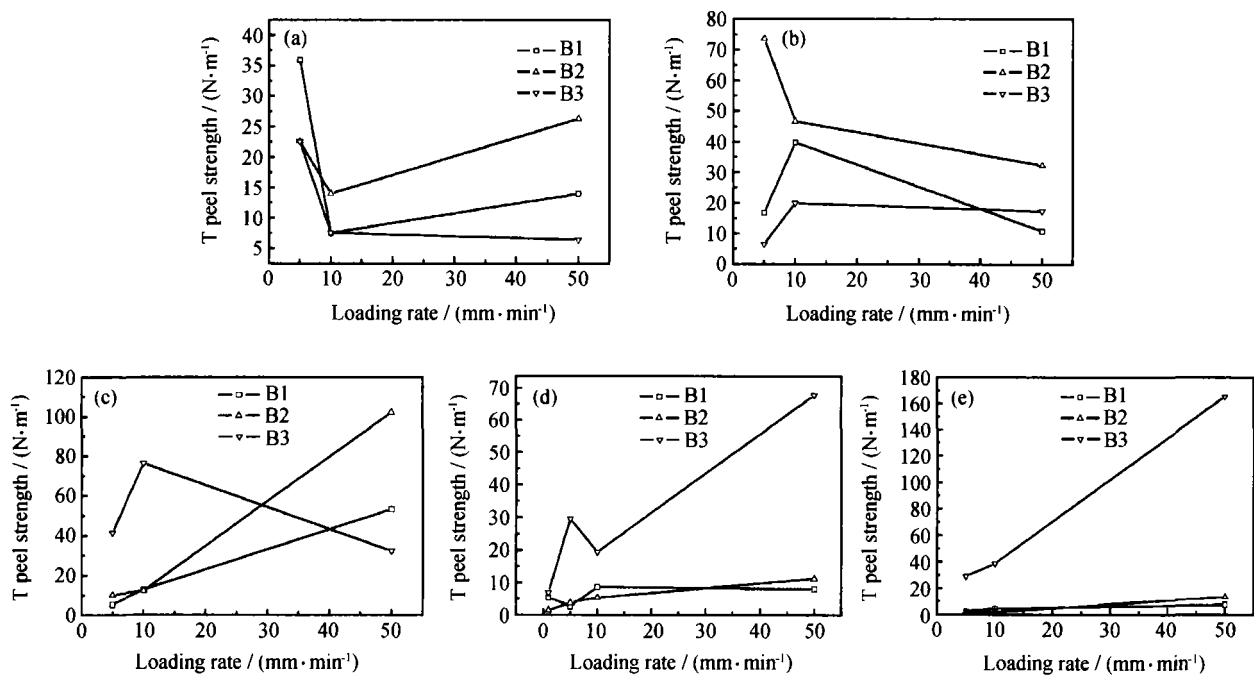 (a)
B1
B2
B3
T peel strength / (N·m⁻¹)
40
35
30
25
20
15
10
5
0 10 20 30 40 50
Loading rate / (mm·min⁻¹)
(b)
B1
B2
B3
T peel strength / (N·m⁻¹)
80
70
60
50
40
30
20
10
0
0 10 20 30 40 50
Loading rate / (mm·min⁻¹)
(c)
B1
B2
B3
T peel strength / (N·m⁻¹)
120
100
80
60
40
20
0
0 10 20 30 40 50
Loading rate / (mm·min⁻¹)
(d)
B1
B2
B3
T peel strength / (N·m⁻¹)
70
60
50
40
30
20
10
0
0 10 20 30 40 50
Loading rate / (mm·min⁻¹)
(e)
B1
B2
B3
T peel strength / (N·m⁻¹)
180
160
140
120
100
80
60
40
20
0
0 10 20 30 40 50
Loading rate / (mm·min⁻¹)